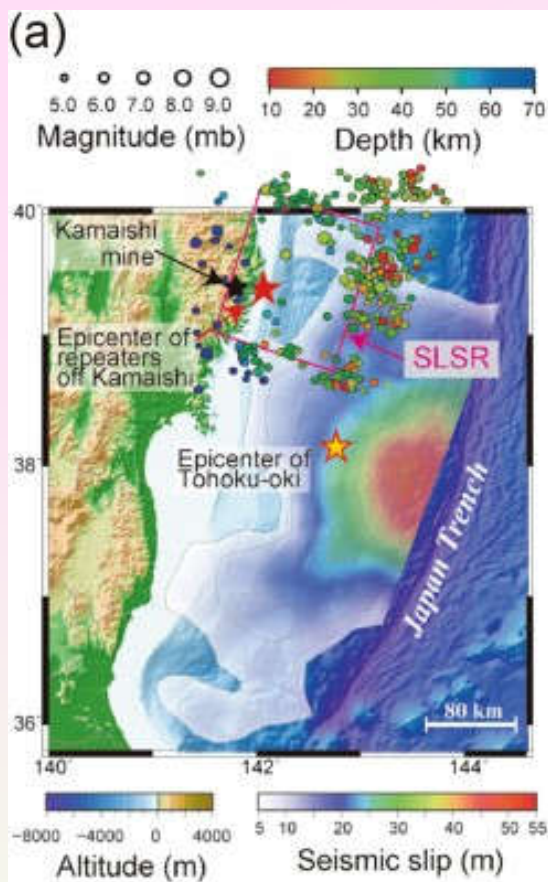 (a)
5.0 6.0 7.0 8.0 9.0
Magnitude (mb)
10 20 30 40 50 60 70
Depth (km)
40
Kamaishi
mine
Epicenter of
repeaters
off Kamaishi
SLSR
38
Epicenter of
Tohoku-oki
Japan Trench
36
80 km
140 142 144
−8000 −4000 0 4000
Altitude (m)
5 10 20 30 40 50 55
Seismic slip (m)